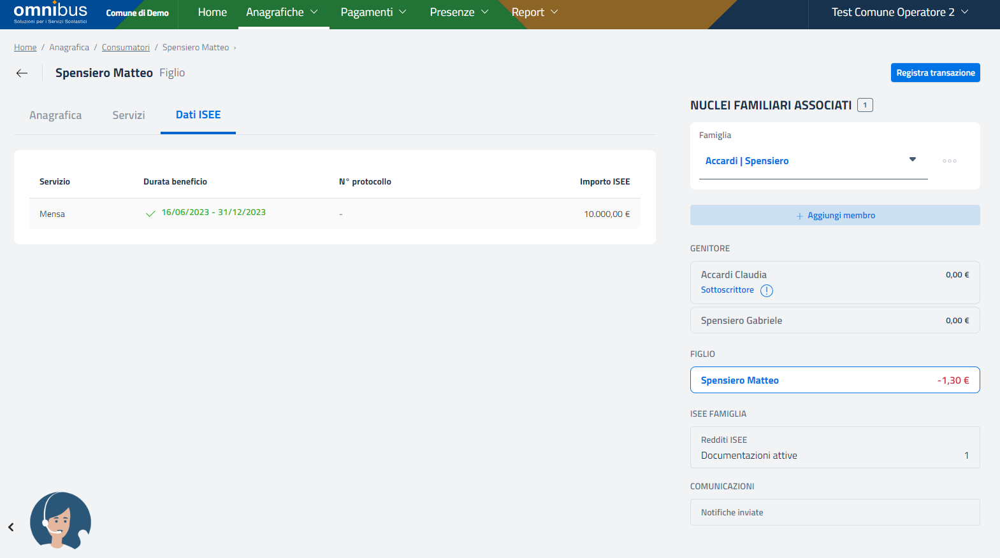 omnibus
Soluzioni per i Servizi Scolastici
Comune di Demo
Home
Anagrafiche
Pagamenti
Presenze
Report
Test Comune Operatore 2
Home / Anagrafica / Consumatori / Spensiero Matteo ›
Spensiero Matteo Figlio
Registra transazione
Anagrafica
Servizi
Dati ISEE
Servizio
Durata beneficio
N° protocollo
Importo ISEE
Mensa
16/06/2023 - 31/12/2023
-
10.000,00 €
NUCLEI FAMILIARI ASSOCIATI 1
Famiglia
Accardi | Spensiero
+ Aggiungi membro
GENITORE
Accardi Claudia 0,00 €
Sottoscrittore !
Spensiero Gabriele 0,00 €
FIGLIO
Spensiero Matteo -1,30 €
ISEE FAMIGLIA
Redditi ISEE
Documentazioni attive 1
COMUNICAZIONI
Notifiche inviate